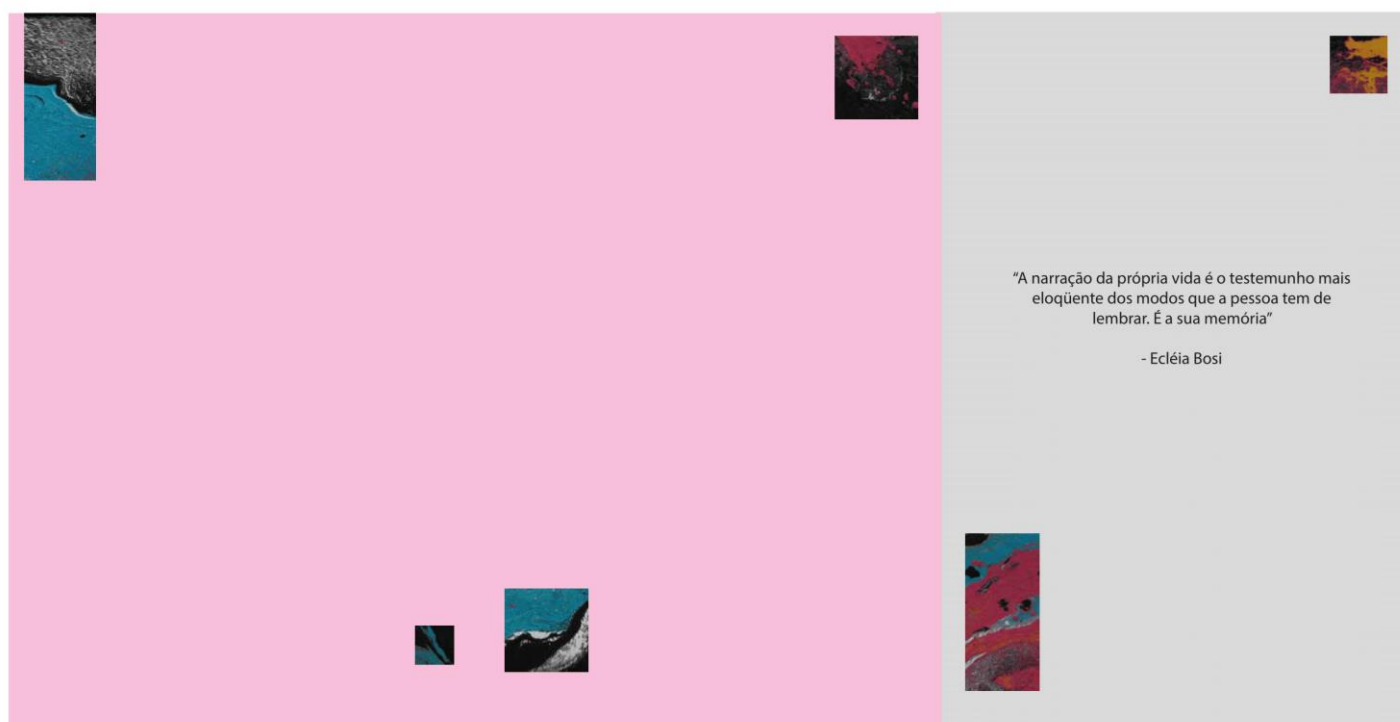 “A narração da própria vida é o testemunho mais
eloqüente dos modos que a pessoa tem de
lembrar. É a sua memória”
- Ecléia Bosi